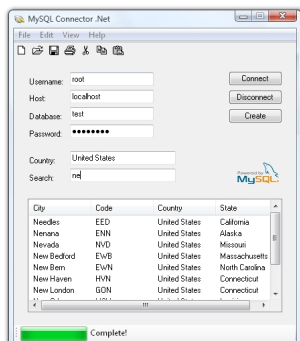 MySQL Connector .Net
File Edit View Help
Username: root
Connect
Host: localhost
Disconnect
Database: test
Create
Password:
Country: United States
Search: ne
Powered by
MySQL
City Code Country State
Needles EED United States California
Nenana ENN United States Alaska
Nevada NVD United States Missouri
New Bedford EWB United States Massachusetts
New Bern EWN United States North Carolina
New Haven HVN United States Connecticut
New London GON United States Connecticut
Complete!